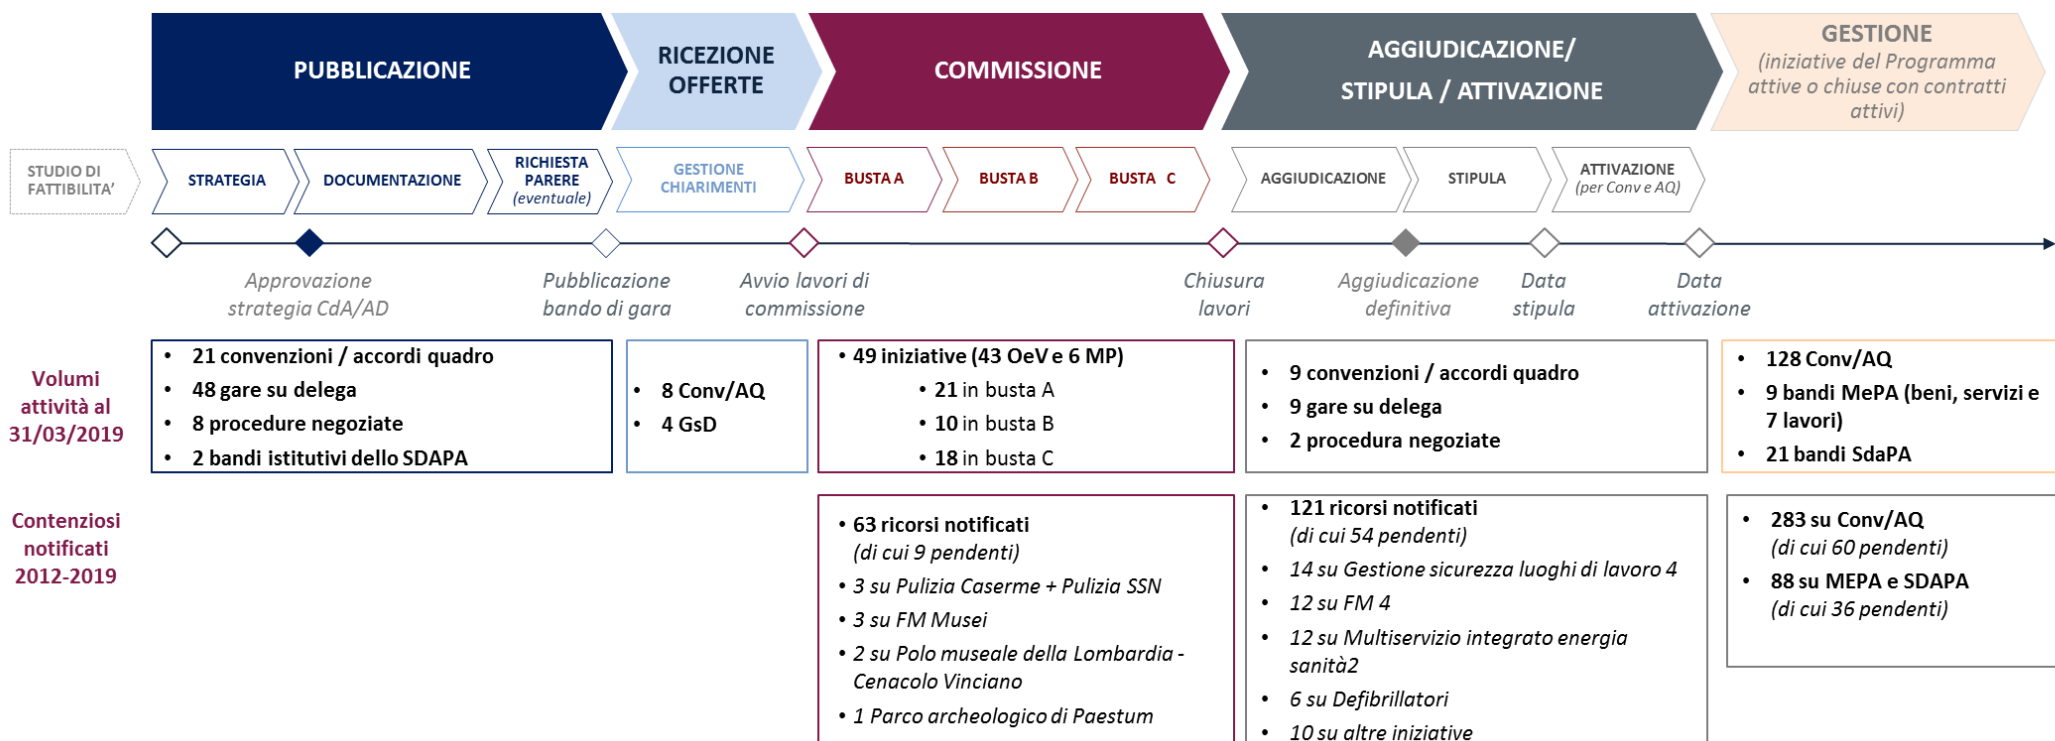 PUBBLICAZIONE
RICEZIONE
OFFERTE
COMMISSIONE
AGGIUDICAZIONE/
STIPULA / ATTIVAZIONE
GESTIONE
(iniziative del Programma
attive o chiuse con contratti
attivi)
STUDIO DI
FATTIBILITA’
STRATEGIA
DOCUMENTAZIONE
RICHIESTA
PARERE
(eventuale)
GESTIONE
CHIARIMENTI
BUSTA A
BUSTA B
BUSTA C
AGGIUDICAZIONE
STIPULA
ATTIVAZIONE
(per Conv e AQ)
Approvazione
strategia CdA/AD
Pubblicazione
bando di gara
Avvio lavori di
commissione
Chiusura
lavori
Aggiudicazione
definitiva
Data
stipula
Data
attivazione
Volumi
attività al
31/03/2019
• 21 convenzioni / accordi quadro
• 48 gare su delega
• 8 procedure negoziate
• 2 bandi istitutivi dello SDAPA
• 8 Conv/AQ
• 4 GsD
• 49 iniziative (43 OeV e 6 MP)
• 21 in busta A
• 10 in busta B
• 18 in busta C
• 9 convenzioni / accordi quadro
• 9 gare su delega
• 2 procedura negoziate
• 128 Conv/AQ
• 9 bandi MePA (beni, servizi e
7 lavori)
• 21 bandi SdaPA
Contenziosi
notificati
2012-2019
• 63 ricorsi notificati
(di cui 9 pendenti)
• 3 su Pulizia Caserme + Pulizia SSN
• 3 su FM Musei
• 2 su Polo museale della Lombardia -
Cenacolo Vinciano
• 1 Parco archeologico di Paestum
• 121 ricorsi notificati
(di cui 54 pendenti)
• 14 su Gestione sicurezza luoghi di lavoro 4
• 12 su FM 4
• 12 su Multiservizio integrato energia
sanità2
• 6 su Defibrillatori
• 10 su altre iniziative
• 283 su Conv/AQ
(di cui 60 pendenti)
• 88 su MEPA e SDAPA
(di cui 36 pendenti)